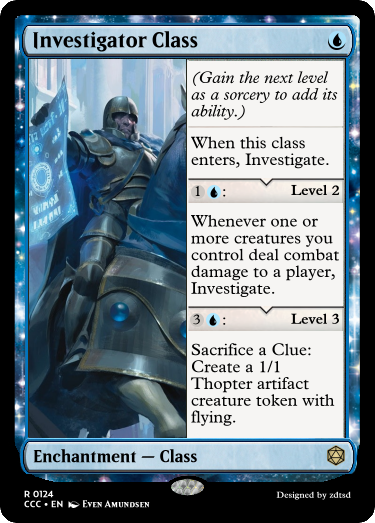 Investigator Class
(Gain the next level
as a sorcery to add its
ability.)
When this class
enters, Investigate.
1 : Level 2
Whenever one or
more creatures you
control deal combat
damage to a player,
Investigate.
3 : Level 3
Sacrifice a Clue:
Create a 1/1
Thopter artifact
creature token with
flying.
Enchantment — Class
R 0124
CCC • EN Even Amundsen
Designed by zdtsd